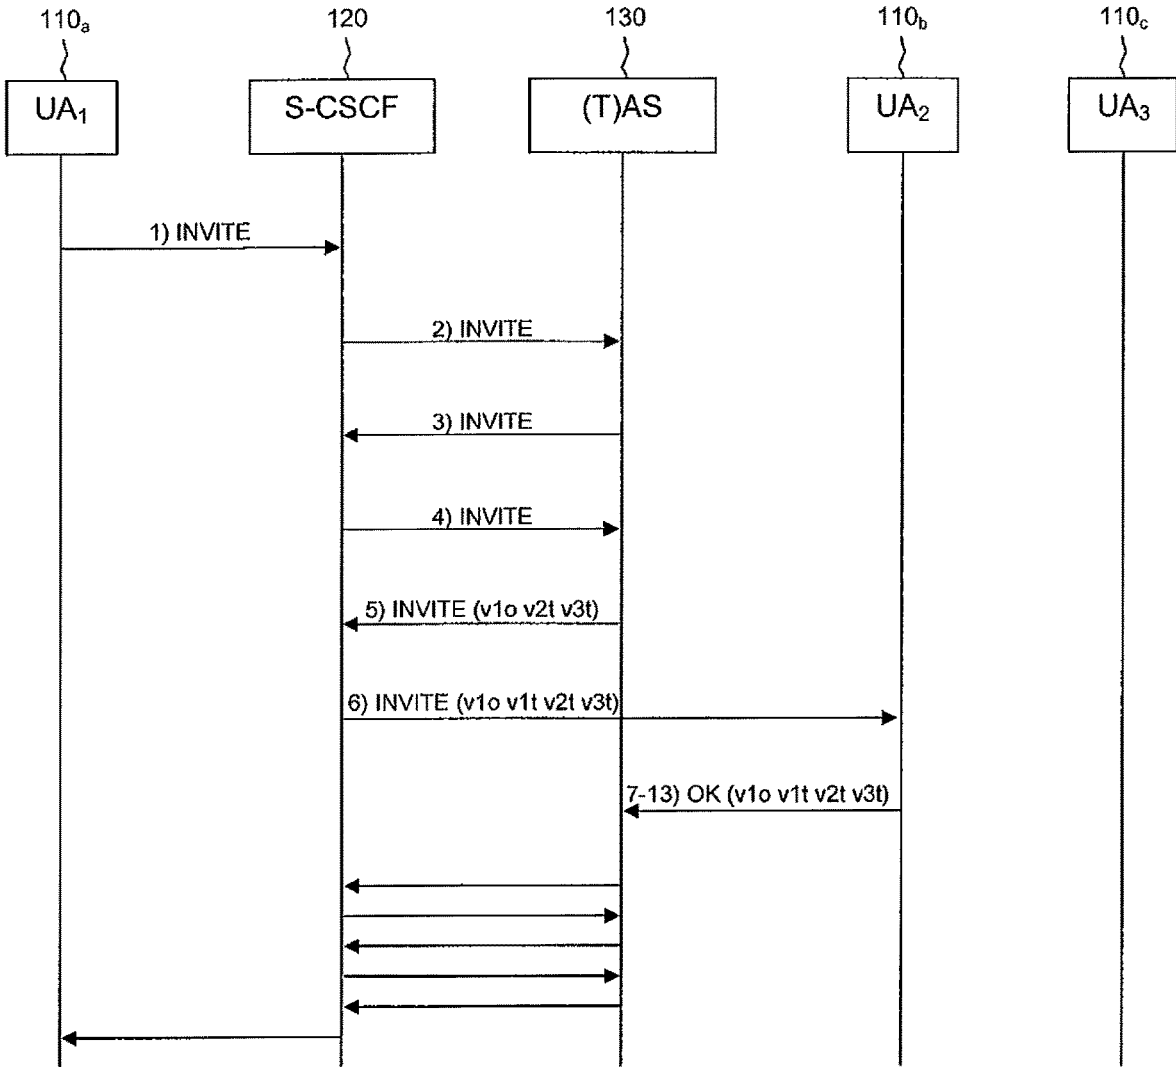 110a 120 130 110b 110c
UA1 S-CSCF (T)AS UA2 UA3
1) INVITE
2) INVITE
3) INVITE
4) INVITE
5) INVITE (v1o v2t v3t)
6) INVITE (v1o v1t v2t v3t)
7-13) OK (v1o v1t v2t v3t)